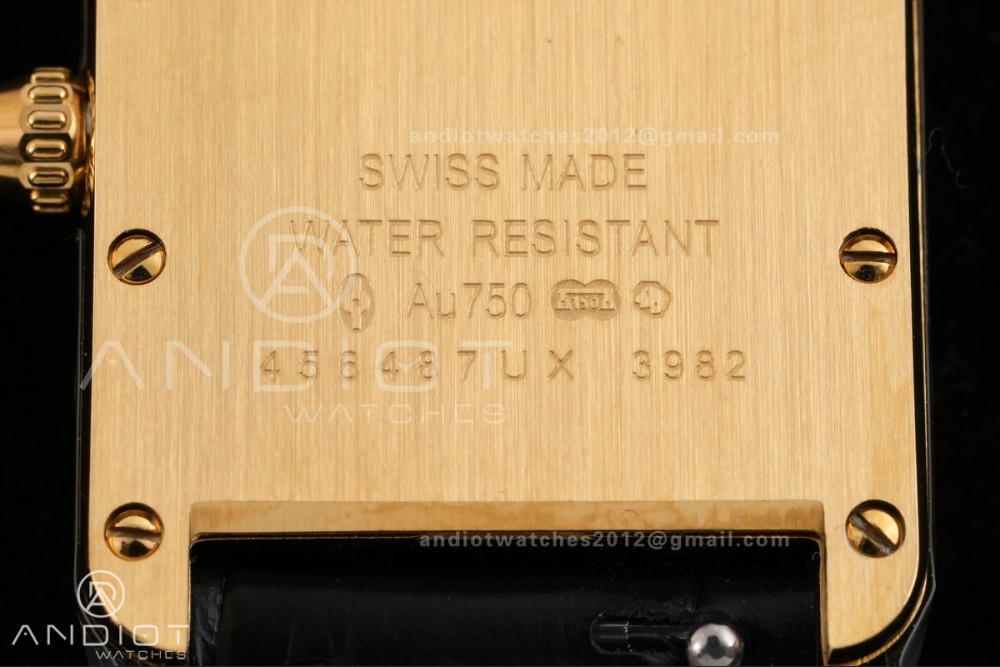 andiotwatches2012@gmail.com
SWISS MADE
WATER RESISTANT
Au750
456487UX 3982
ANDIOT
WATCHES
andiotwatches2012@gmail.com
ANDIOT
WATCHES